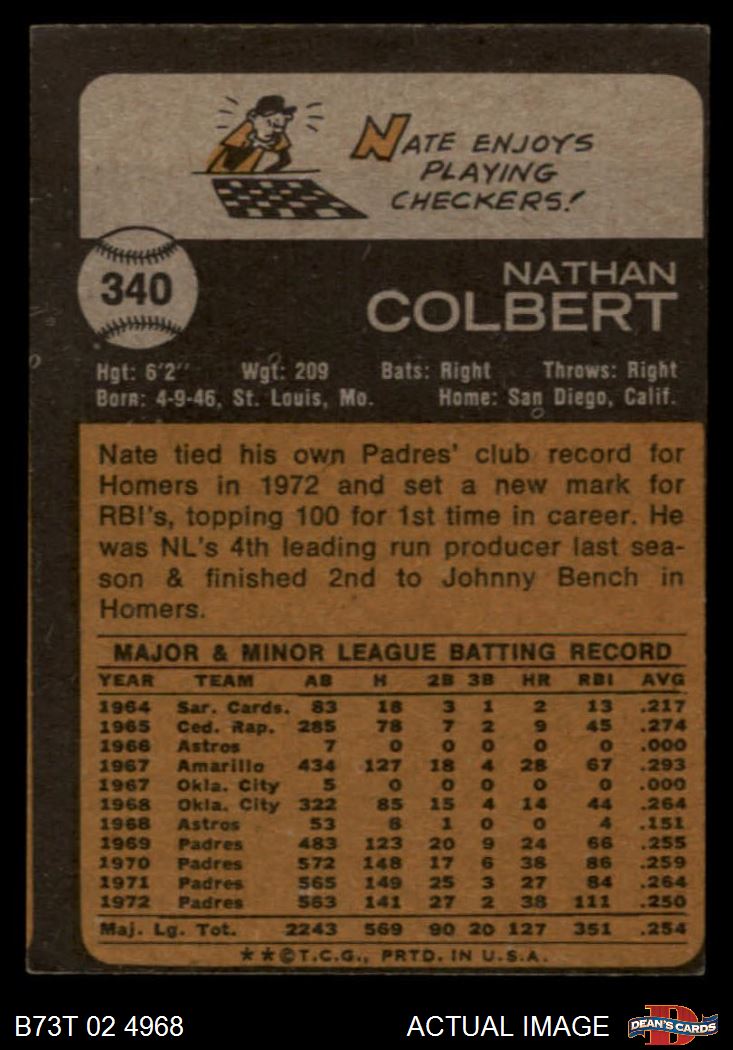 NATE ENJOYS
PLAYING
CHECKERS!
340
NATHAN
COLBERT
Hgt: 6'2" Wgt: 209 Bats: Right Throws: Right
Born: 4-9-46, St. Louis, Mo. Home: San Diego, Calif.
Nate tied his own Padres' club record for
Homers in 1972 and set a new mark for
RBI's, topping 100 for 1st time in career. He
was NL's 4th leading run producer last sea-
son & finished 2nd to Johnny Bench in
Homers.
MAJOR & MINOR LEAGUE BATTING RECORD
YEAR TEAM AB H 2B 3B HR RBI AVG
1964 Sar. Cards. 83 18 3 1 2 13 .217
1965 Ced. Rap. 285 78 7 2 9 45 .274
1966 Astros 7 0 0 0 0 0 .000
1967 Amarillo 434 127 18 4 28 67 .293
1967 Okla. City 5 0 0 0 0 0 .000
1968 Okla. City 322 85 15 4 14 44 .264
1968 Astros 53 8 1 0 0 4 .151
1969 Padres 483 123 20 9 24 66 .255
1970 Padres 572 148 17 6 38 86 .259
1971 Padres 565 149 25 3 27 84 .264
1972 Padres 563 141 27 2 38 111 .250
Maj. Lg. Tot. 2243 569 90 20 127 351 .254
**©T.C.G., PRTD. IN U.S.A.
B73T 02 4968 ACTUAL IMAGE DEAN'S CARDS